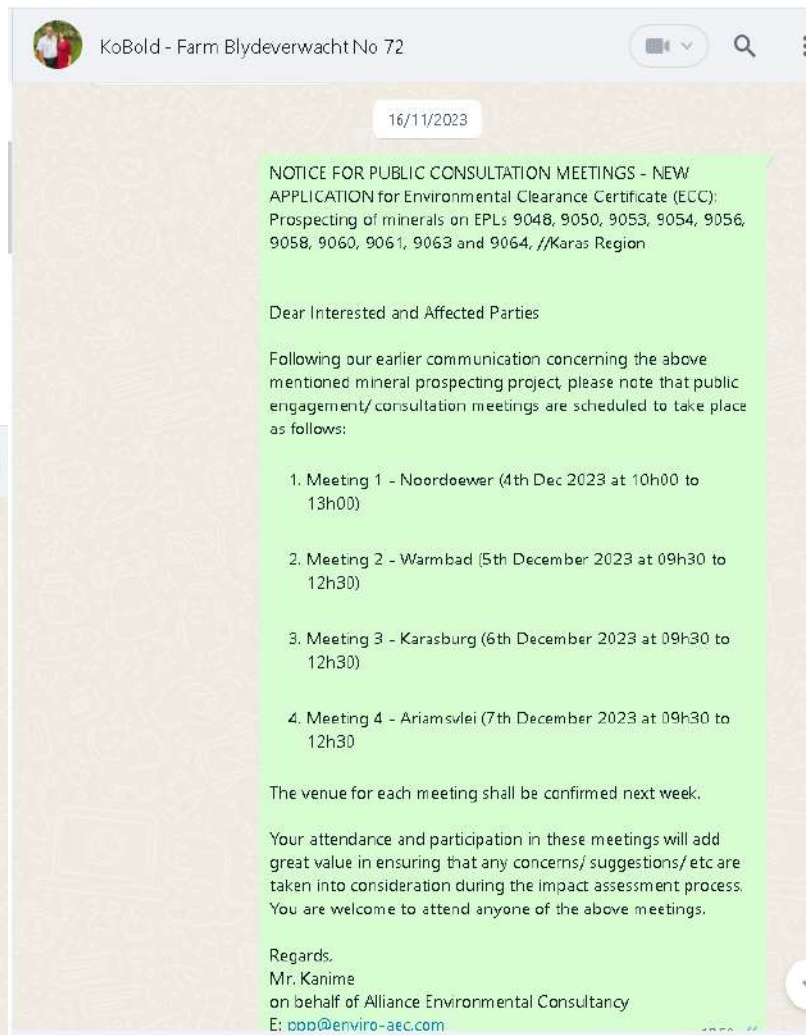 KoBold - Farm Blydeverwacht No 72
16/11/2023
NOTICE FOR PUBLIC CONSULTATION MEETINGS - NEW
APPLICATION for Environmental Clearance Certificate (ECC):
Prospecting of minerals on EPLs 9048, 9050, 9053, 9054, 9056,
9058, 9060, 9061, 9063 and 9064, //Karas Region
Dear Interested and Affected Parties
Following our earlier communication concerning the above
mentioned mineral prospecting project, please note that public
engagement/ consultation meetings are scheduled to take place
as follows:
1. Meeting 1 - Noordoewer (4th Dec 2023 at 10h00 to
13h00)
2. Meeting 2 - Warmbad (5th December 2023 at 09h30 to
12h30)
3. Meeting 3 - Karasburg (6th December 2023 at 09h30 to
12h30)
4. Meeting 4 - Ariamsvlei (7th December 2023 at 09h30 to
12h30
The venue for each meeting shall be confirmed next week.
Your attendance and participation in these meetings will add
great value in ensuring that any concerns/ suggestions/ etc are
taken into consideration during the impact assessment process.
You are welcome to attend anyone of the above meetings.
Regards,
Mr. Kanime
on behalf of Alliance Environmental Consultancy
E: ppp@enviro-aec.com